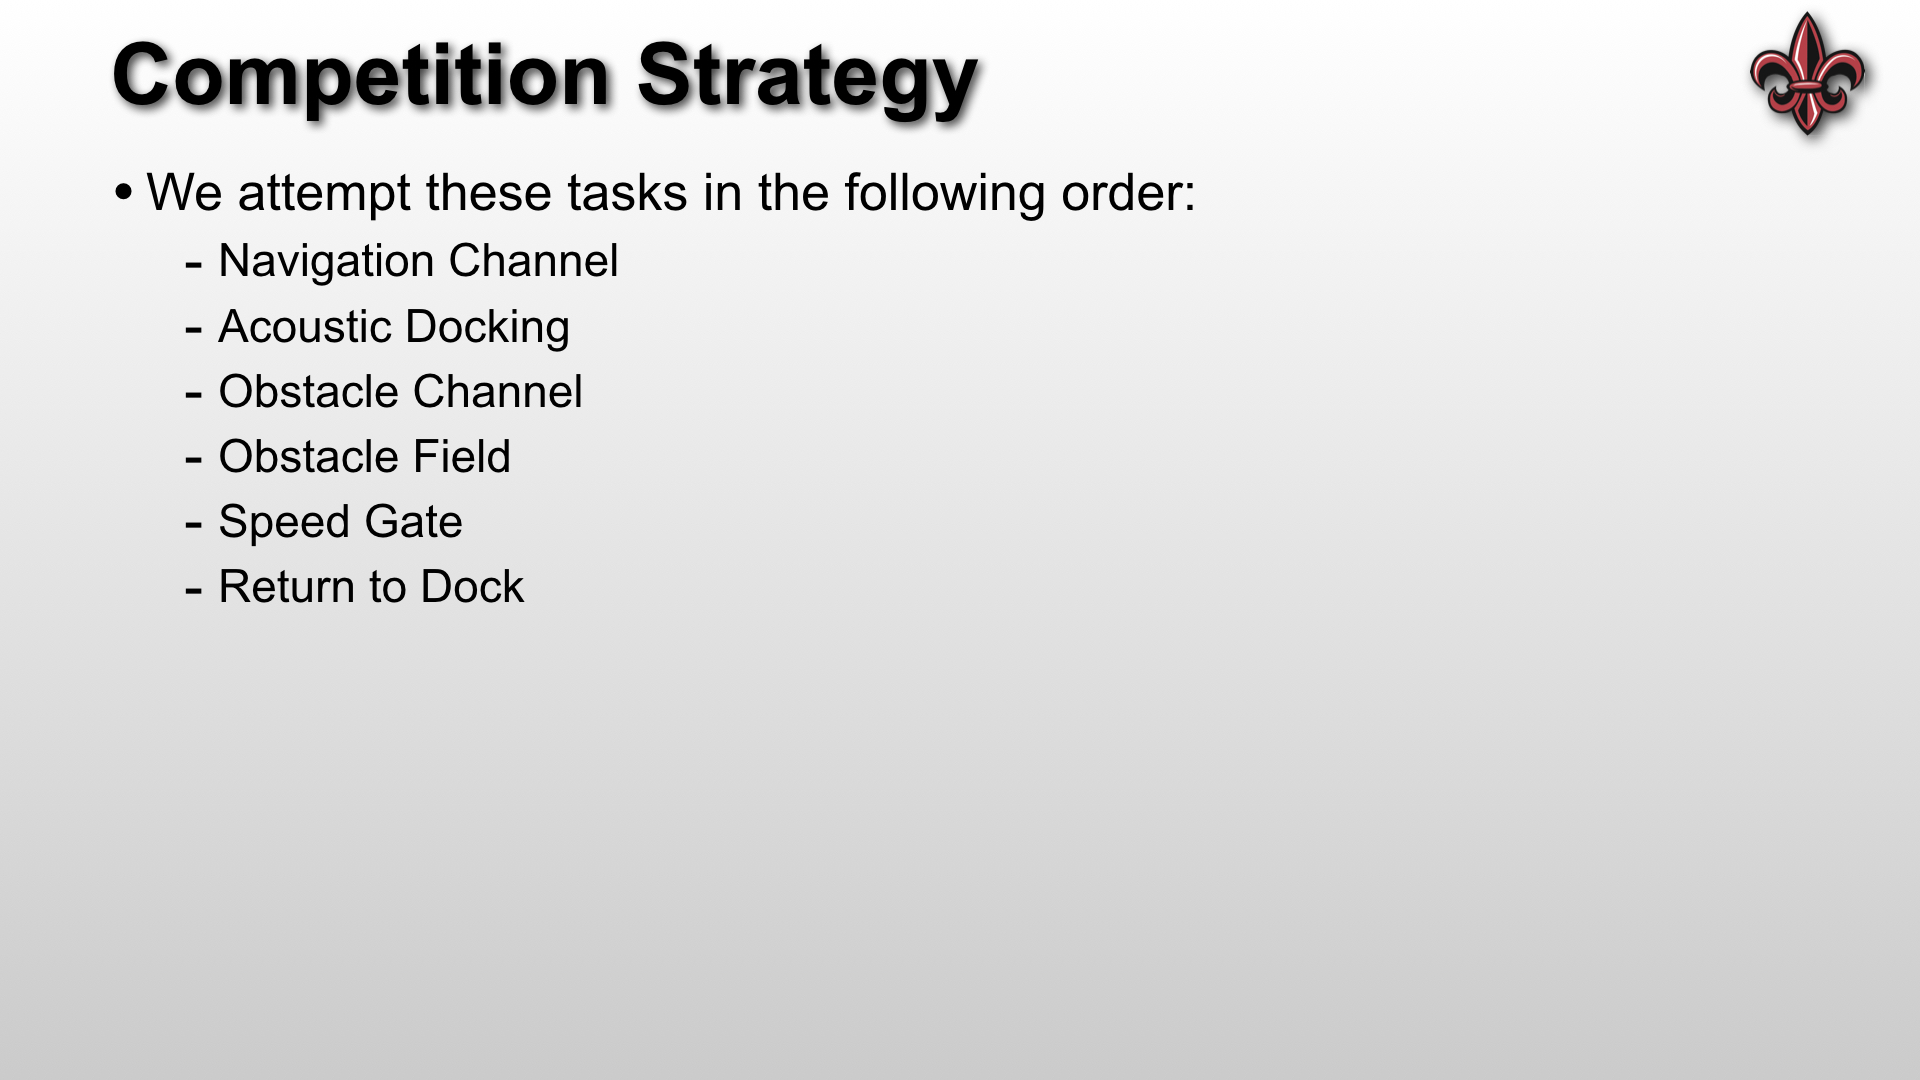 Competition Strategy
• We attempt these tasks in the following order:
- Navigation Channel
- Acoustic Docking
- Obstacle Channel
- Obstacle Field
- Speed Gate
- Return to Dock